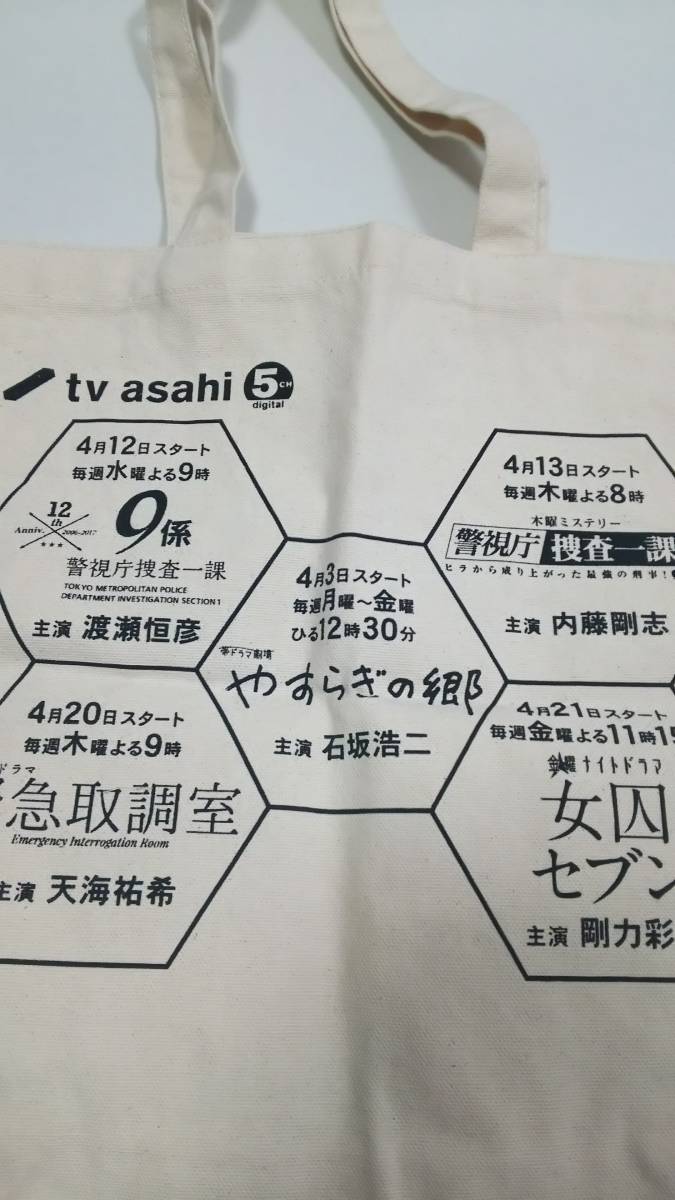 tv asahi 5CH
digital
4月12日スタート
毎週水曜よる9時
12th
Anniv. 2006-2017
9係
警視庁捜査一課
TOKYO METROPOLITAN POLICE
DEPARTMENT INVESTIGATION SECTION 1
主演 渡瀬恒彦
4月13日スタート
毎週木曜よる8時
木曜ミステリー
警視庁 捜査一課
ヒラから成り上がった最強の刑事!
主演 内藤剛志
4月3日スタート
毎週月曜〜金曜
ひる12時30分
帯ドラマ劇場
やすらぎの郷
主演 石坂浩二
4月20日スタート
毎週木曜よる9時
ドラマ
急取調室
Emergency Interrogation Room
主演 天海祐希
4月21日スタート
毎週金曜よる11時15
金曜ナイトドラマ
女囚
セブン
主演 剛力彩